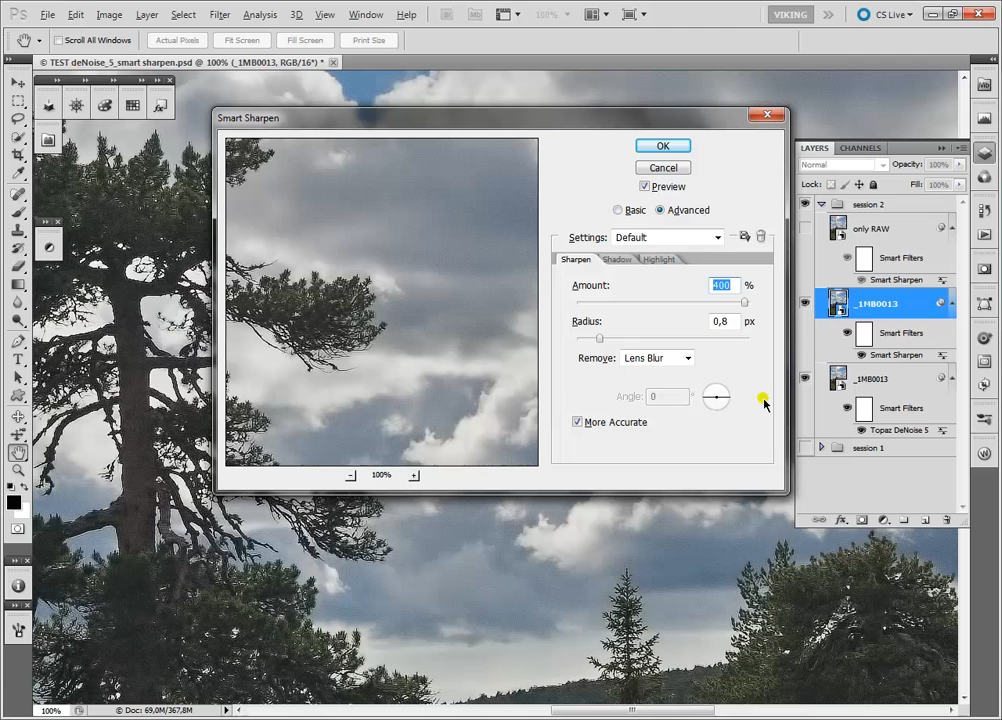 Ps File Edit Image Layer Select Filter Analysis 3D View Window Help Br Mb 100% VIKING CS Live
Scroll All Windows Actual Pixels Fit Screen Fill Screen Print Size
© TEST deNoise_5_smart sharpen.psd @ 100% (_1MB0013, RGB/16*) *
Smart Sharpen
OK
Cancel
Preview
Basic Advanced
Settings: Default
Sharpen Shadow Highlight
Amount: 400 %
Radius: 0,8 px
Remove: Lens Blur
Angle: 0 °
More Accurate
100%
LAYERS CHANNELS
Normal Opacity: 100%
Lock: Fill: 100%
session 2
only RAW
Smart Filters
Smart Sharpen
_1MB0013
Smart Filters
Smart Sharpen
_1MB0013
Smart Filters
Topaz DeNoise 5
session 1
100% © Doc: 69,0M/367,8M